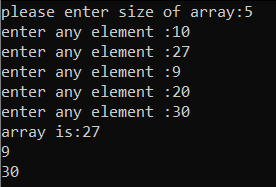 please enter size of array:5
enter any element :10
enter any element :27
enter any element :9
enter any element :20
enter any element :30
array is:27
9
30